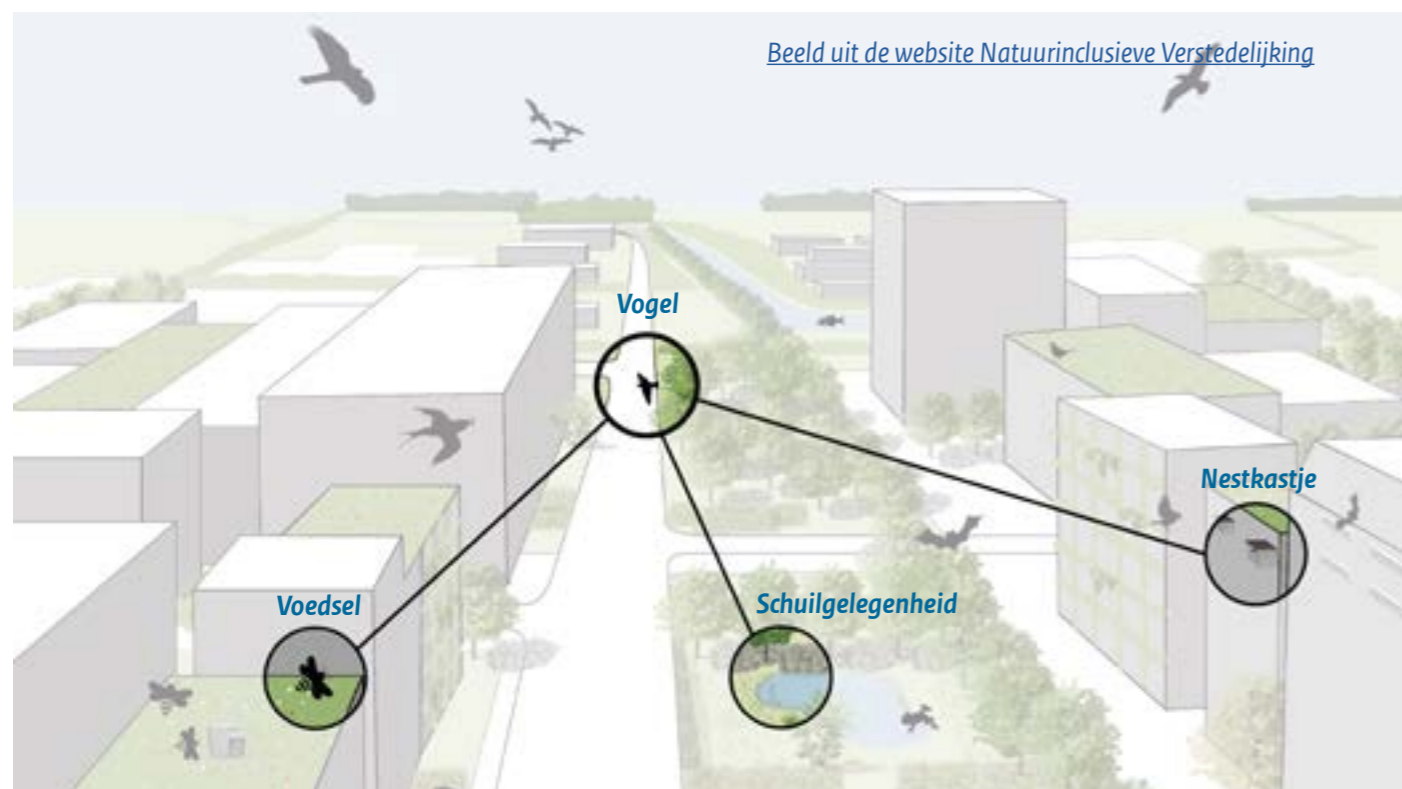 Beeld uit de website Natuurinclusieve Verstedelijking
Vogel
Nestkastje
Voedsel
Schuilgelegenheid